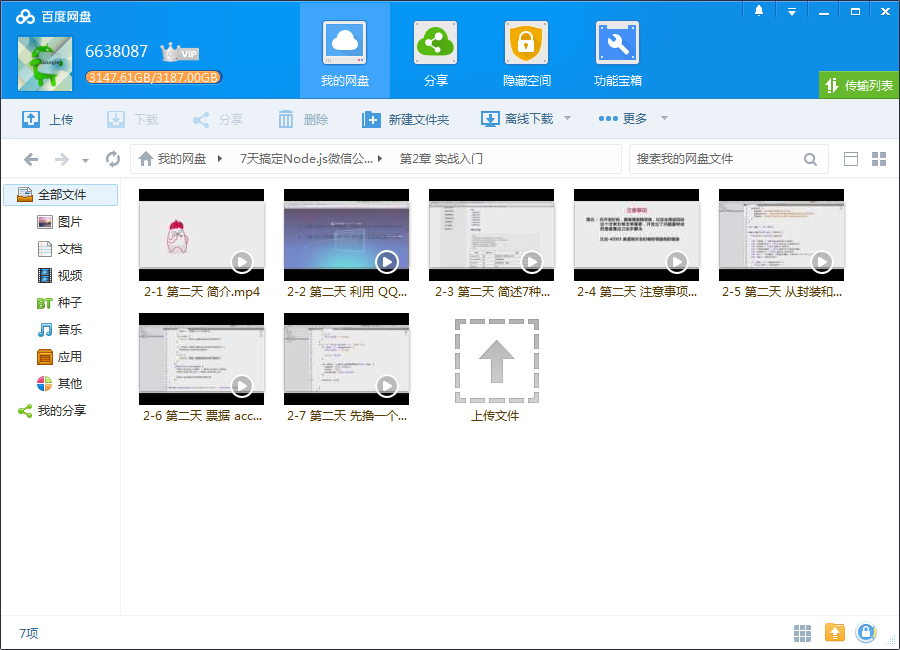 百度网盘
6638087 VIP
3147.61GB/3187.00GB
我的网盘 分享 隐藏空间 功能宝箱
传输列表
上传 下载 分享 删除 新建文件夹 离线下载 更多
我的网盘 7天搞定Node.js微信公... 第2章 实战入门 搜索我的网盘文件
全部文件
图片
文档
视频
BT 种子
音乐
应用
其他
我的分享
2-1 第二天 简介.mp4 2-2 第二天 利用 QQ... 2-3 第二天 简述7种... 2-4 第二天 注意事项... 2-5 第二天 从封装和...
2-6 第二天 票据 acc... 2-7 第二天 先撸一个... 上传文件
7项